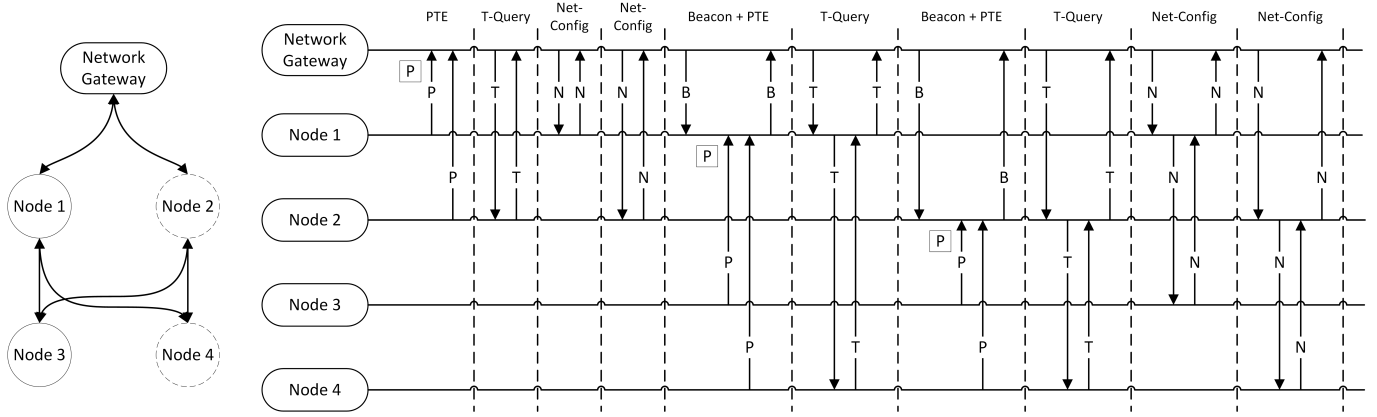 Network
Gateway
Node 1
Node 2
Node 3
Node 4
PTE
T-Query
Net-
Config
Net-
Config
Beacon + PTE
T-Query
Beacon + PTE
T-Query
Net-Config
Net-Config
Network
Gateway
P
P
T
N
N
N
B
B
T
T
B
T
N
N
N
Node 1
P
P
T
T
N
T
B
T
N
N
Node 2
P
P
P
T
N
N
N
Node 3
P
T
P
T
N
Node 4